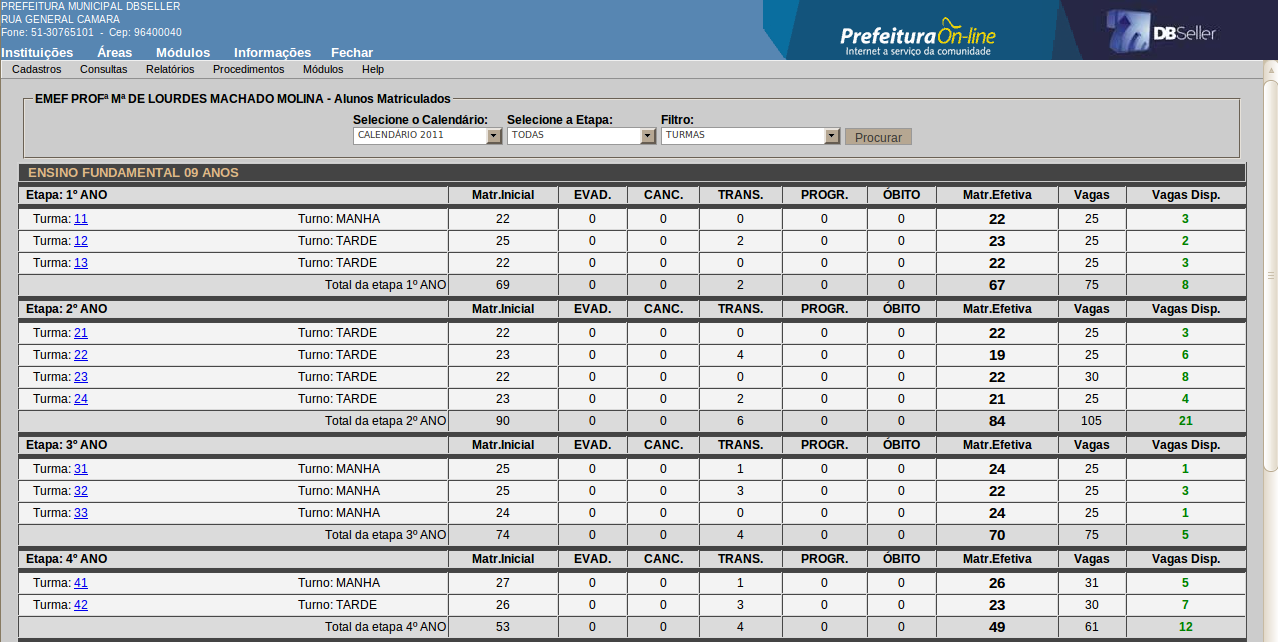 PREFEITURA MUNICIPAL DBSELLER
RUA GENERAL CAMARA
Fone: 51-30765101 - Cep: 96400040
PrefeituraOn-line
Internet a serviço da comunidade
DBSeller
Instituições Áreas Módulos Informações Fechar
Cadastros Consultas Relatórios Procedimentos Módulos Help
EMEF PROFª Mª DE LOURDES MACHADO MOLINA - Alunos Matriculados
Selecione o Calendário: Selecione a Etapa: Filtro:
CALENDÁRIO 2011 TODAS TURMAS Procurar
ENSINO FUNDAMENTAL 09 ANOS
Etapa: 1º ANO Matr.Inicial EVAD. CANC. TRANS. PROGR. ÓBITO Matr.Efetiva Vagas Vagas Disp.
Turma: 11 Turno: MANHA 22 0 0 0 0 0 22 25 3
Turma: 12 Turno: TARDE 25 0 0 2 0 0 23 25 2
Turma: 13 Turno: TARDE 22 0 0 0 0 0 22 25 3
Total da etapa 1º ANO 69 0 0 2 0 0 67 75 8
Etapa: 2º ANO Matr.Inicial EVAD. CANC. TRANS. PROGR. ÓBITO Matr.Efetiva Vagas Vagas Disp.
Turma: 21 Turno: TARDE 22 0 0 0 0 0 22 25 3
Turma: 22 Turno: TARDE 23 0 0 4 0 0 19 25 6
Turma: 23 Turno: TARDE 22 0 0 0 0 0 22 30 8
Turma: 24 Turno: TARDE 23 0 0 2 0 0 21 25 4
Total da etapa 2º ANO 90 0 0 6 0 0 84 105 21
Etapa: 3º ANO Matr.Inicial EVAD. CANC. TRANS. PROGR. ÓBITO Matr.Efetiva Vagas Vagas Disp.
Turma: 31 Turno: MANHA 25 0 0 1 0 0 24 25 1
Turma: 32 Turno: MANHA 25 0 0 3 0 0 22 25 3
Turma: 33 Turno: MANHA 24 0 0 0 0 0 24 25 1
Total da etapa 3º ANO 74 0 0 4 0 0 70 75 5
Etapa: 4º ANO Matr.Inicial EVAD. CANC. TRANS. PROGR. ÓBITO Matr.Efetiva Vagas Vagas Disp.
Turma: 41 Turno: MANHA 27 0 0 1 0 0 26 31 5
Turma: 42 Turno: TARDE 26 0 0 3 0 0 23 30 7
Total da etapa 4º ANO 53 0 0 4 0 0 49 61 12